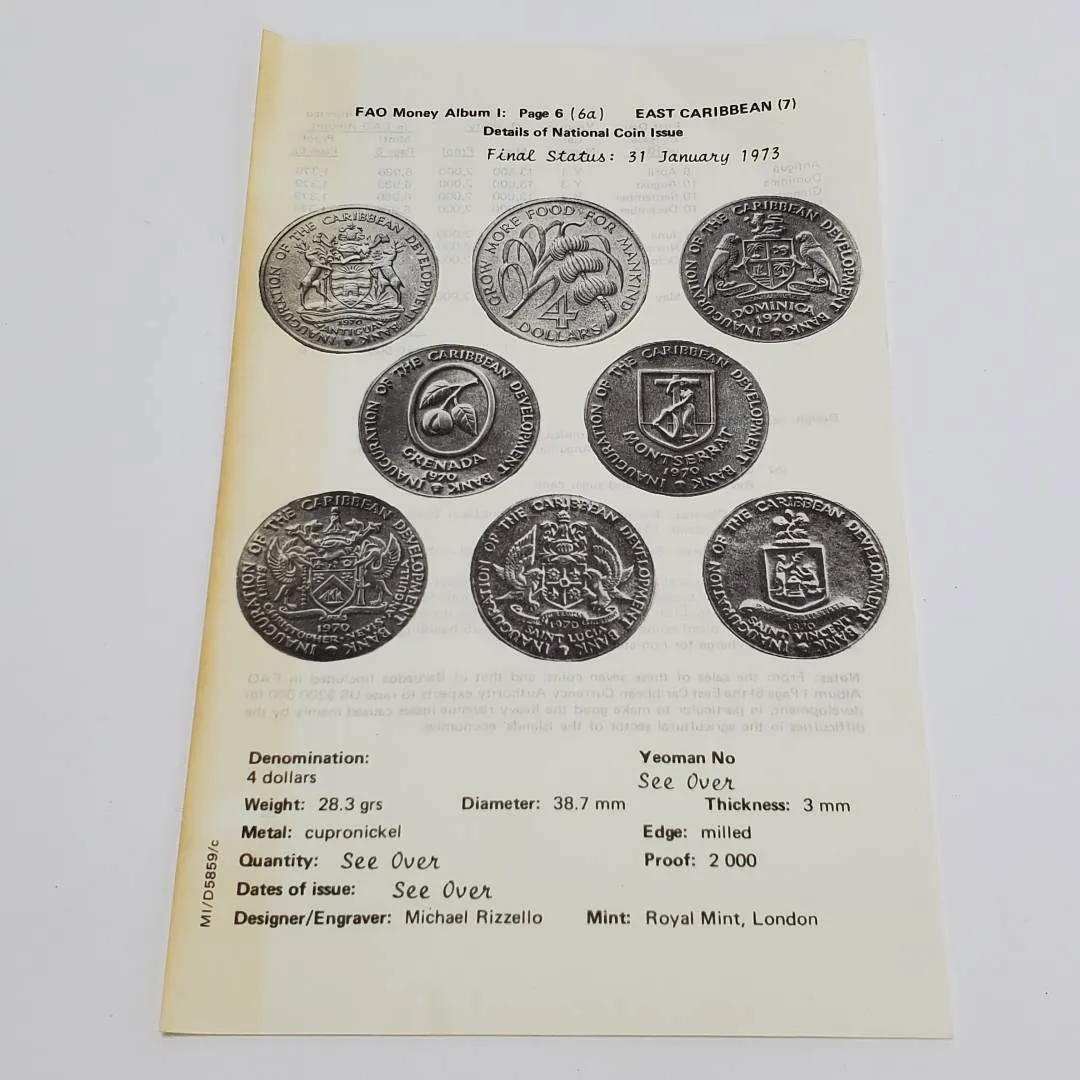 FAO Money Album I: Page 6 (6a) EAST CARIBBEAN (7)
Details of National Coin Issue
Final Status: 31 January 1973
INAUGURATION OF THE CARIBBEAN DEVELOPMENT BANK
1970
ANTIGUA
GROW MORE FOOD FOR MANKIND
4
DOLLARS
INAUGURATION OF THE CARIBBEAN DEVELOPMENT BANK
DOMINICA
1970
INAUGURATION OF THE CARIBBEAN DEVELOPMENT BANK
GRENADA
1970
INAUGURATION OF THE CARIBBEAN DEVELOPMENT BANK
MONTSERRAT
1970
INAUGURATION OF THE CARIBBEAN DEVELOPMENT BANK
SAINT CHRISTOPHER-NEVIS-ANGUILLA
1970
INAUGURATION OF THE CARIBBEAN DEVELOPMENT BANK
1970
SAINT LUCIA
INAUGURATION OF THE CARIBBEAN DEVELOPMENT BANK
1970
SAINT VINCENT
Denomination: Yeoman No
4 dollars See Over
Weight: 28.3 grs Diameter: 38.7 mm Thickness: 3 mm
Metal: cupronickel Edge: milled
Quantity: See Over Proof: 2 000
Dates of issue: See Over
Designer/Engraver: Michael Rizzello Mint: Royal Mint, London
MI/D5859/c